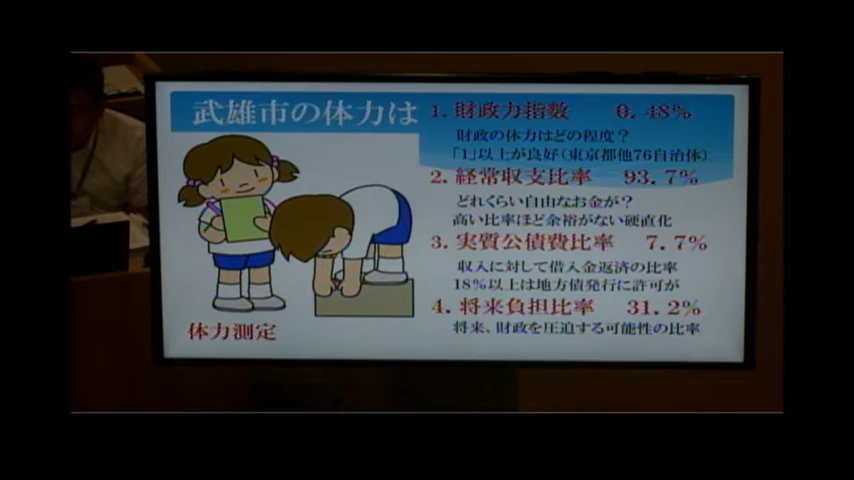 武雄市の体力は
1. 財政力指数 0.48%
財政の体力はどの程度？
「1」以上が良好(東京都他76自治体)
2. 経常収支比率 93.7%
どれくらい自由なお金が？
高い比率ほど余裕がない硬直化
3. 実質公債費比率 7.7%
収入に対して借入金返済の比率
18%以上は地方債発行に許可が
4. 将来負担比率 31.2%
将来、財政を圧迫する可能性の比率
体力測定